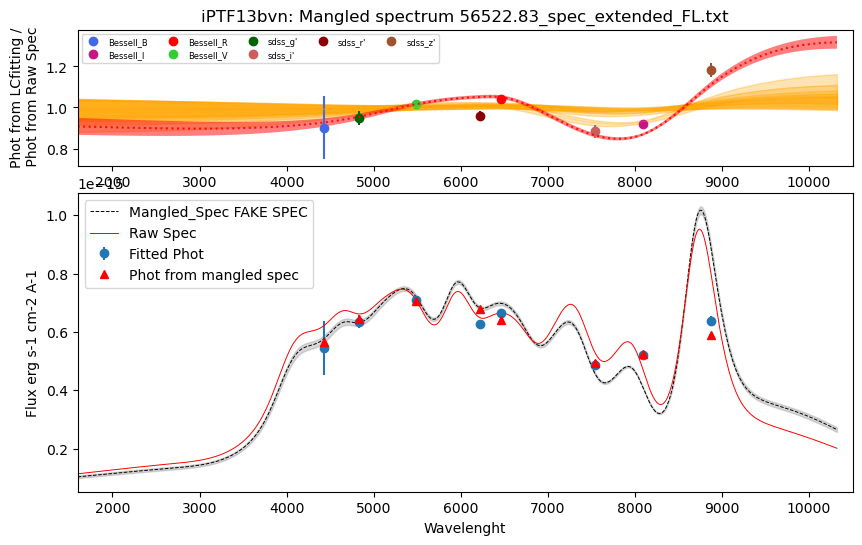 iPTF13bvn: Mangled spectrum 56522.83_spec_extended_FL.txt
Phot from LCfitting /
Phot from Raw Spec
1.2
1.0
0.8
Bessell_B
Bessell_I
Bessell_R
Bessell_V
sdss_g'
sdss_i'
sdss_r'
sdss_z'
2000 3000 4000 5000 6000 7000 8000 9000 10000
1e−15
Flux erg s-1 cm-2 A-1
1.0
0.8
0.6
0.4
0.2
Mangled_Spec FAKE SPEC
Raw Spec
Fitted Phot
Phot from mangled spec
2000 3000 4000 5000 6000 7000 8000 9000 10000
Wavelenght